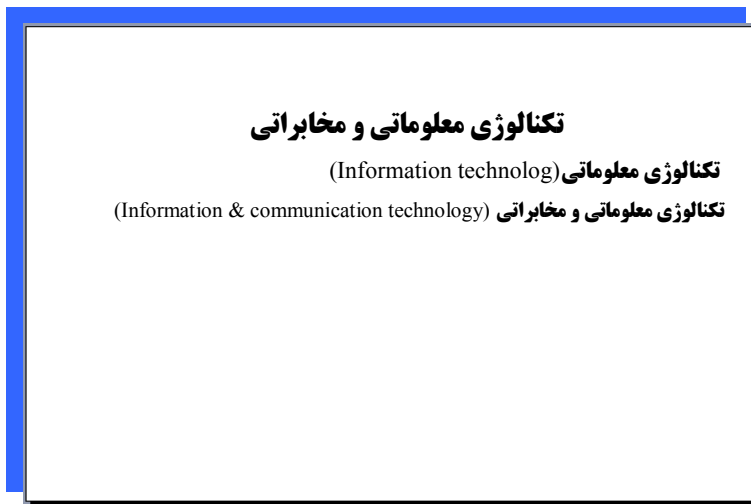 تکنالوژی معلوماتی و مخابراتی
تکنالوژی معلوماتی(Information technolog)
تکنالوژی معلوماتی و مخابراتی (Information & communication technology)